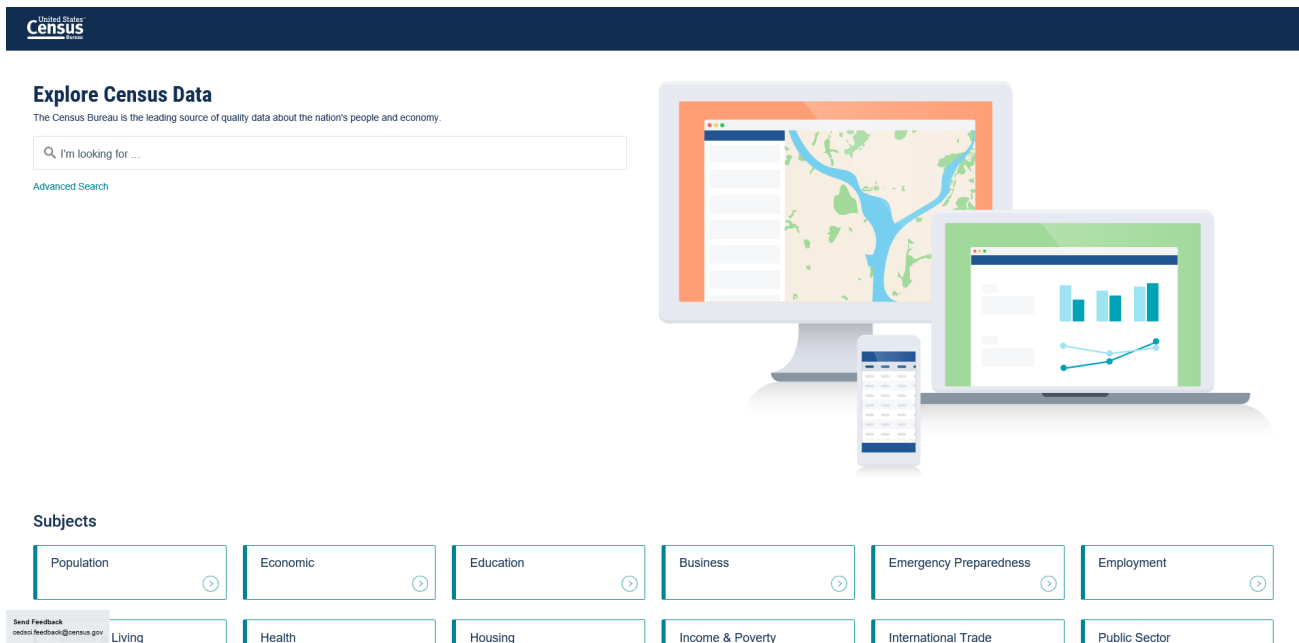 United States
Census
Bureau
Explore Census Data
The Census Bureau is the leading source of quality data about the nation's people and economy.
I'm looking for ...
Advanced Search
Subjects
Population
Economic
Education
Business
Emergency Preparedness
Employment
Send Feedback
cedsci.feedback@census.gov
Living
Health
Housing
Income & Poverty
International Trade
Public Sector